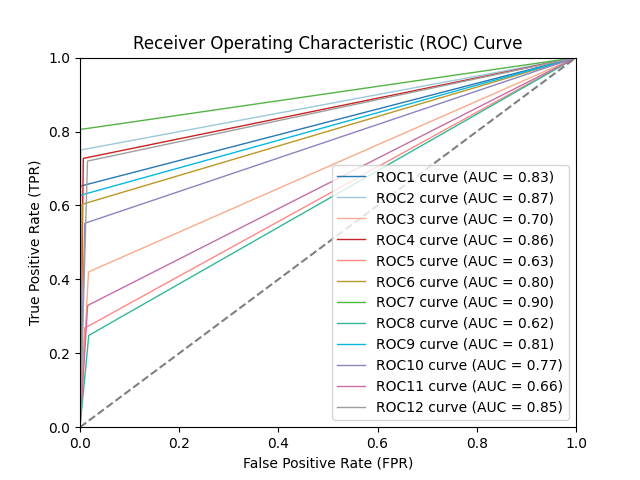 Receiver Operating Characteristic (ROC) Curve
True Positive Rate (TPR)
1.0
0.8
0.6
0.4
0.2
0.0
ROC1 curve (AUC = 0.83)
ROC2 curve (AUC = 0.87)
ROC3 curve (AUC = 0.70)
ROC4 curve (AUC = 0.86)
ROC5 curve (AUC = 0.63)
ROC6 curve (AUC = 0.80)
ROC7 curve (AUC = 0.90)
ROC8 curve (AUC = 0.62)
ROC9 curve (AUC = 0.81)
ROC10 curve (AUC = 0.77)
ROC11 curve (AUC = 0.66)
ROC12 curve (AUC = 0.85)
0.0 0.2 0.4 0.6 0.8 1.0
False Positive Rate (FPR)